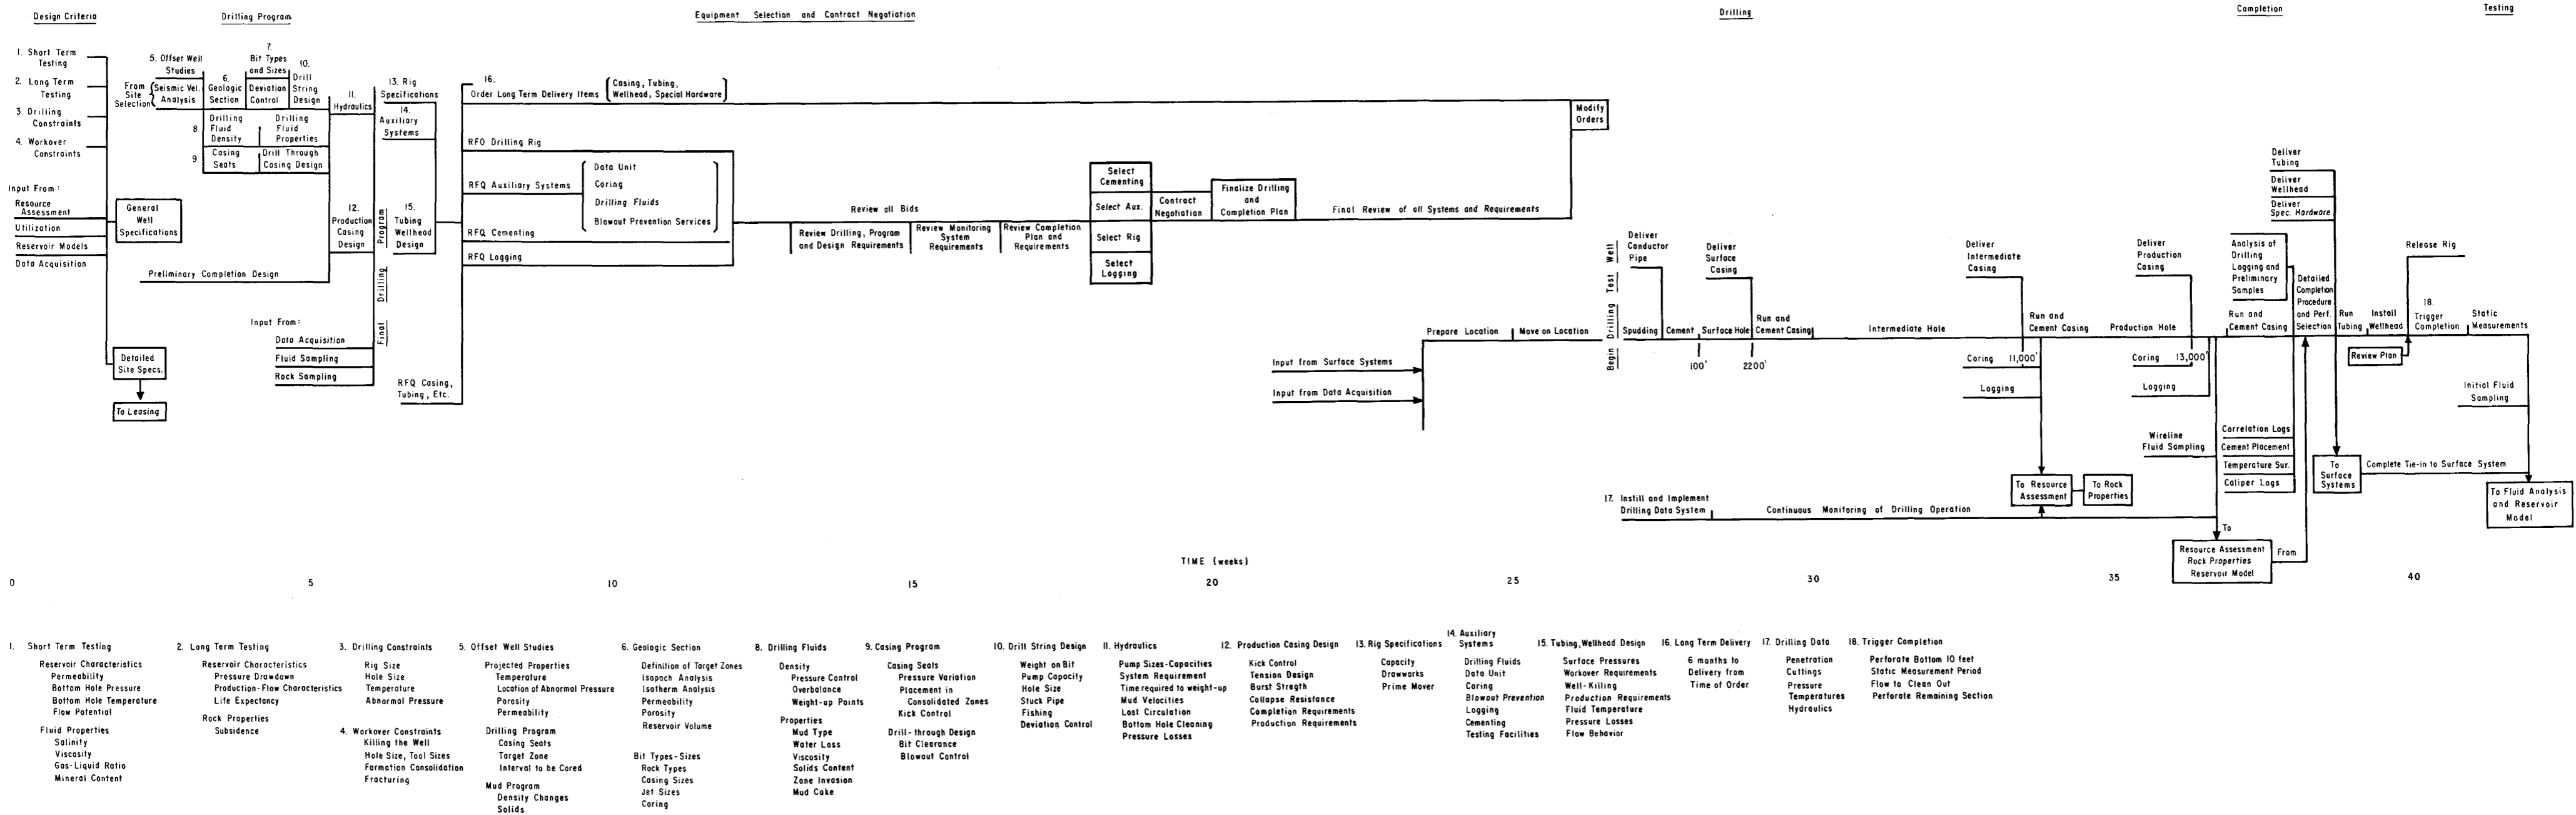 Design Criteria
Drilling Program
Equipment Selection and Contract Negotiation
Drilling
Completion
Testing
1. Short Term
Testing
2. Long Term
Testing
3. Drilling
Constraints
4. Workover
Constraints
Input From:
Resource
Assessment
Utilization
Reservoir Models
Data Acquisition
General
Well
Specifications
Detailed
Site Specs.
To Leasing
From
Site
Selection
5. Offset Well
Studies
Seismic Vel.
Analysis
6.
Geologic
Section
7.
Bit Types
and Sizes
Deviation
Control
10.
Drill
String
Design
8.
Drilling
Fluid
Density
Drilling
Fluid
Properties
9.
Casing
Seats
Drill Through
Casing Design
11.
Hydraulics
12.
Production
Casing
Design
Preliminary Completion Design
Input From:
Data Acquisition
Fluid Sampling
Rock Sampling
Final Drilling Program
13. Rig
Specifications
14.
Auxiliary
Systems
15.
Tubing
Wellhead
Design
RFQ Casing,
Tubing, Etc.
16.
Order Long Term Delivery Items
Casing, Tubing,
Wellhead, Special Hardware
RFO Drilling Rig
RFQ Auxiliary Systems
Data Unit
Coring
Drilling Fluids
Blowout Prevention Services
RFQ Cementing
RFQ Logging
Review all Bids
Review Drilling, Program
and Design Requirements
Review Monitoring
System
Requirements
Review Completion
Plan and
Requirements
Select
Cementing
Select Aux.
Select Rig
Select
Logging
Contract
Negotiation
Finalize Drilling
and
Completion Plan
Final Review of all Systems and Requirements
Modify
Orders
Input from Surface Systems
Input from Data Acquisition
Prepare Location
Move on Location
Begin Drilling Test Well
Deliver
Conductor
Pipe
Spudding
Cement
Surface Hole
Deliver
Surface
Casing
Run and
Cement Casing
100'
2200'
Intermediate Hole
Deliver
Intermediate
Casing
Run and
Cement Casing
Coring
11,000'
Logging
Production Hole
Deliver
Production
Casing
Coring
13,000'
Logging
Wireline
Fluid Sampling
To Resource
Assessment
To Rock
Properties
17. Instill and Implement
Drilling Data System
Continuous Monitoring of Drilling Operation
To
Resource Assessment
Rock Properties
Reservoir Model
From
Run and
Cement Casing
Analysis of
Drilling
Logging and
Preliminary
Samples
Detailed
Completion
Procedure
and Perf.
Selection
Correlation Logs
Cement Placement
Temperature Sur.
Caliper Logs
Deliver
Tubing
Deliver
Wellhead
Deliver
Spec. Hardware
Run
Tubing
Install
Wellhead
Review Plan
Release Rig
18.
Trigger
Completion
Static
Measurements
Initial Fluid
Sampling
To
Surface
Systems
Complete Tie-in to Surface System
To Fluid Analysis
and Reservoir
Model
TIME (weeks)
0
5
10
15
20
25
30
35
40
1. Short Term Testing
Reservoir Characteristics
Permeability
Bottom Hole Pressure
Bottom Hole Temperature
Flow Potential
Fluid Properties
Salinity
Viscosity
Gas-Liquid Ratio
Mineral Content
2. Long Term Testing
Reservoir Characteristics
Pressure Drawdown
Production-Flow Characteristics
Life Expectancy
Rock Properties
Subsidence
3. Drilling Constraints
Rig Size
Hole Size
Temperature
Abnormal Pressure
4. Workover Constraints
Killing the Well
Hole Size, Tool Sizes
Formation Consolidation
Fracturing
5. Offset Well Studies
Projected Properties
Temperature
Location of Abnormal Pressure
Porosity
Permeability
Drilling Program
Casing Seats
Target Zone
Interval to be Cored
Mud Program
Density Changes
Solids
6. Geologic Section
Definition of Target Zones
Isopach Analysis
Isotherm Analysis
Permeability
Porosity
Reservoir Volume
Bit Types-Sizes
Rock Types
Casing Sizes
Jet Sizes
Coring
8. Drilling Fluids
Density
Pressure Control
Overbalance
Weight-up Points
Properties
Mud Type
Water Loss
Viscosity
Solids Content
Zone Invasion
Mud Cake
9. Casing Program
Casing Seats
Pressure Variation
Placement in
Consolidated Zones
Kick Control
Drill-through Design
Bit Clearance
Blowout Control
10. Drill String Design
Weight on Bit
Pump Capacity
Hole Size
Stuck Pipe
Fishing
Deviation Control
11. Hydraulics
Pump Sizes-Capacities
System Requirement
Time required to weight-up
Mud Velocities
Lost Circulation
Bottom Hole Cleaning
Pressure Losses
12. Production Casing Design
Kick Control
Tension Design
Burst Stregth
Collapse Resistance
Completion Requirements
Production Requirements
13. Rig Specifications
Capacity
Drawworks
Prime Mover
14. Auxiliary
Systems
Drilling Fluids
Data Unit
Coring
Blowout Prevention
Logging
Cementing
Testing Facilities
15. Tubing, Wellhead Design
Surface Pressures
Workover Requirements
Well-Killing
Production Requirements
Fluid Temperature
Pressure Losses
Flow Behavior
16. Long Term Delivery
6 months to
Delivery from
Time of Order
17. Drilling Data
Penetration
Cuttings
Pressure
Temperatures
Hydraulics
18. Trigger Completion
Perforate Bottom 10 feet
Static Measurement Period
Flow to Clean Out
Perforate Remaining Section